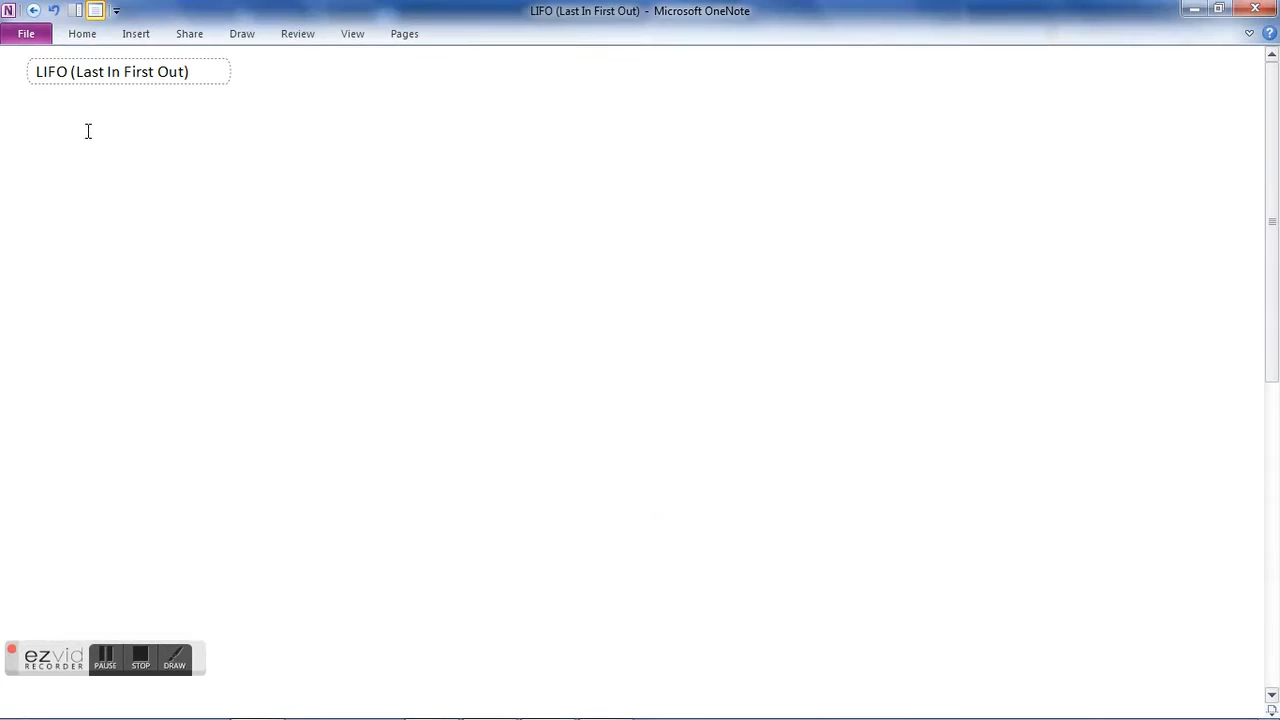 LIFO (Last In First Out) - Microsoft OneNote
File Home Insert Share Draw Review View Pages
LIFO (Last In First Out)
ezvid
RECORDER
PAUSE STOP DRAW